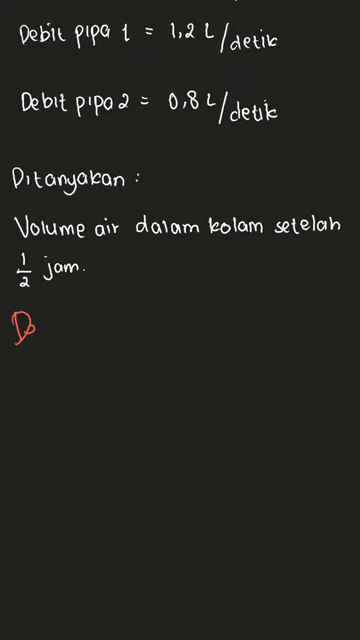 Debit pipa 1 = 1,2 L/detik
Debit pipa 2 = 0,8 L/detik
Ditanyakan :
Volume air dalam kolam setelah
1/2 jam.
D